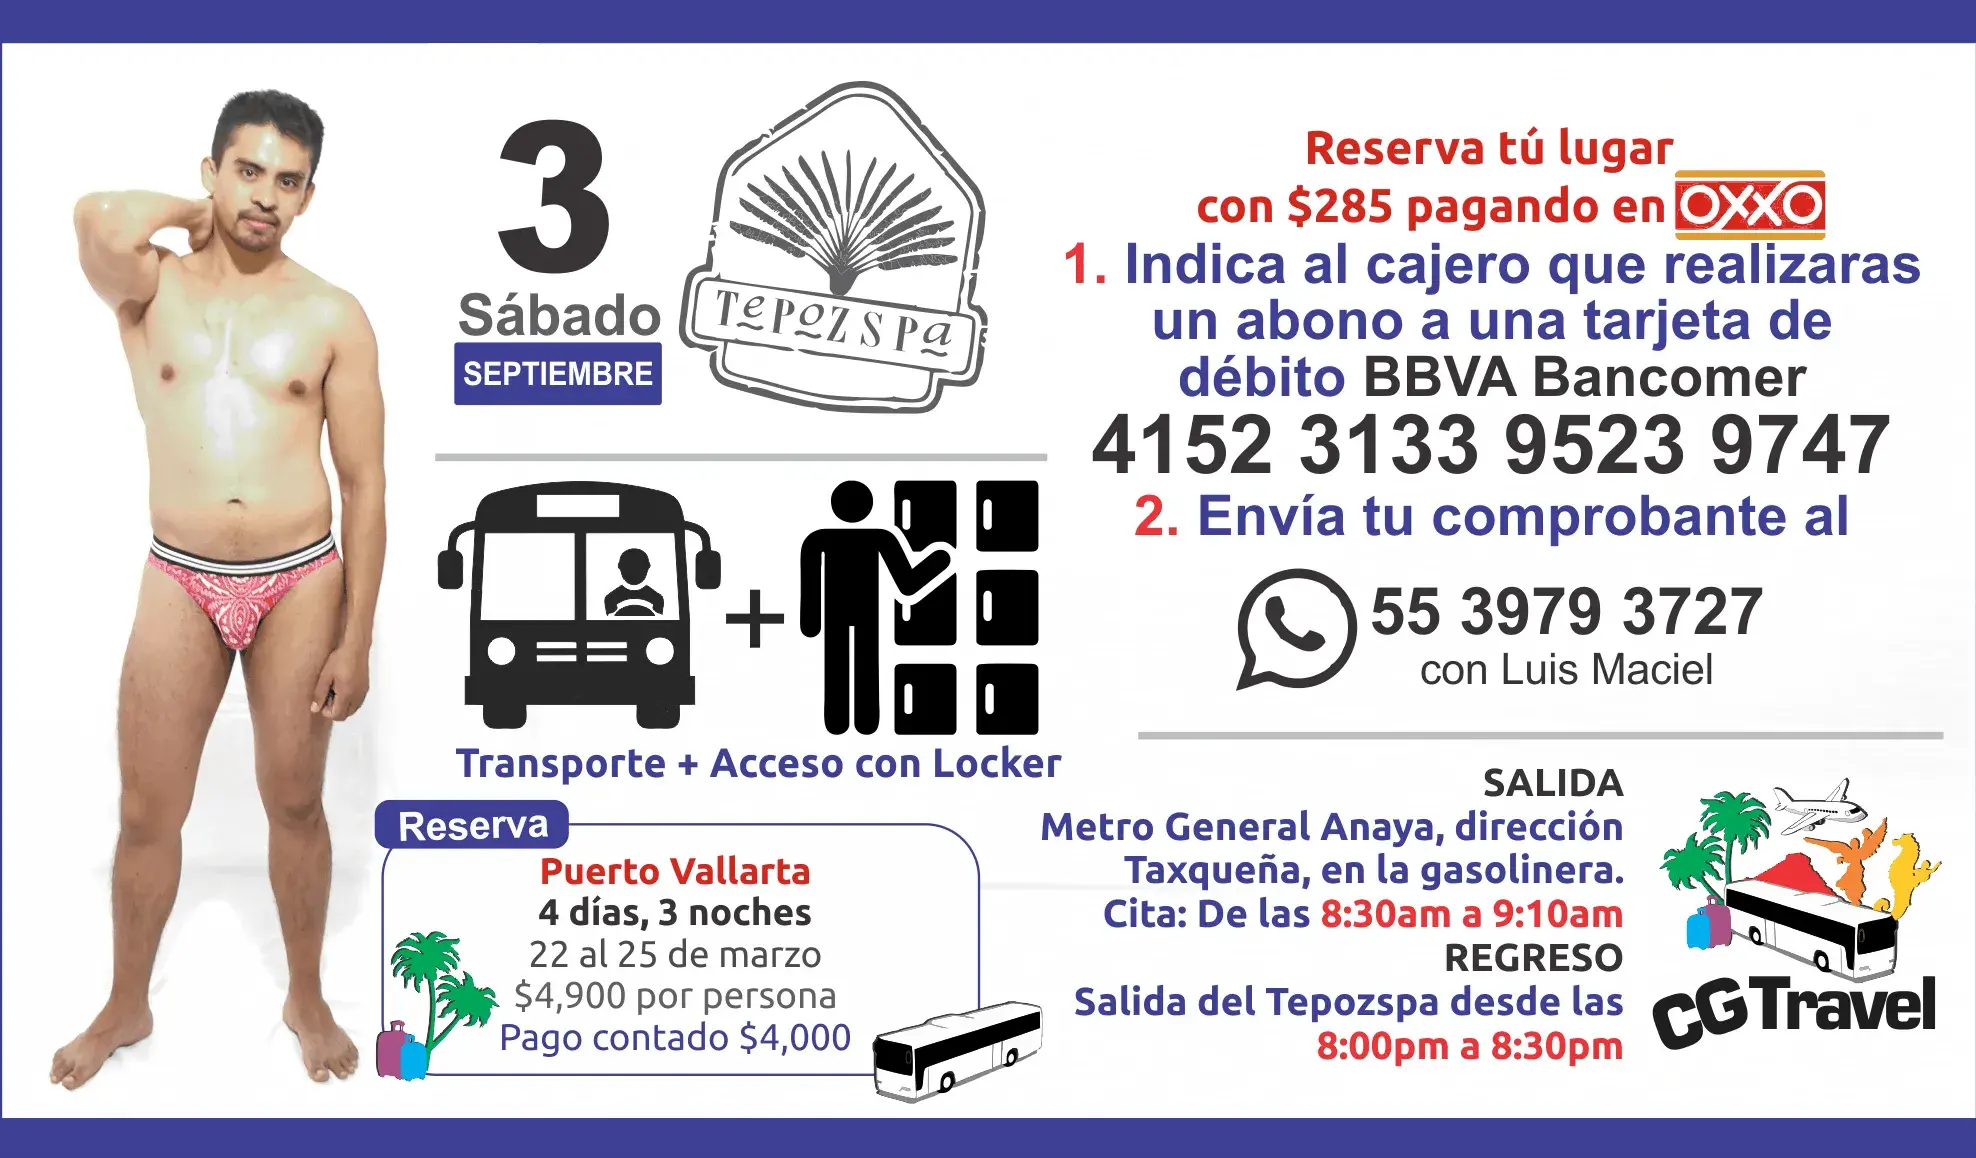 3
Sábado
SEPTIEMBRE
TePoZSPa
Transporte + Acceso con Locker
Reserva
Puerto Vallarta
4 días, 3 noches
22 al 25 de marzo
$4,900 por persona
Pago contado $4,000
Reserva tú lugar
con $285 pagando en OXXO
1. Indica al cajero que realizaras
un abono a una tarjeta de
débito BBVA Bancomer
4152 3133 9523 9747
2. Envía tu comprobante al
55 3979 3727
con Luis Maciel
SALIDA
Metro General Anaya, dirección
Taxqueña, en la gasolinera.
Cita: De las 8:30am a 9:10am
REGRESO
Salida del Tepozspa desde las
8:00pm a 8:30pm
CGTravel